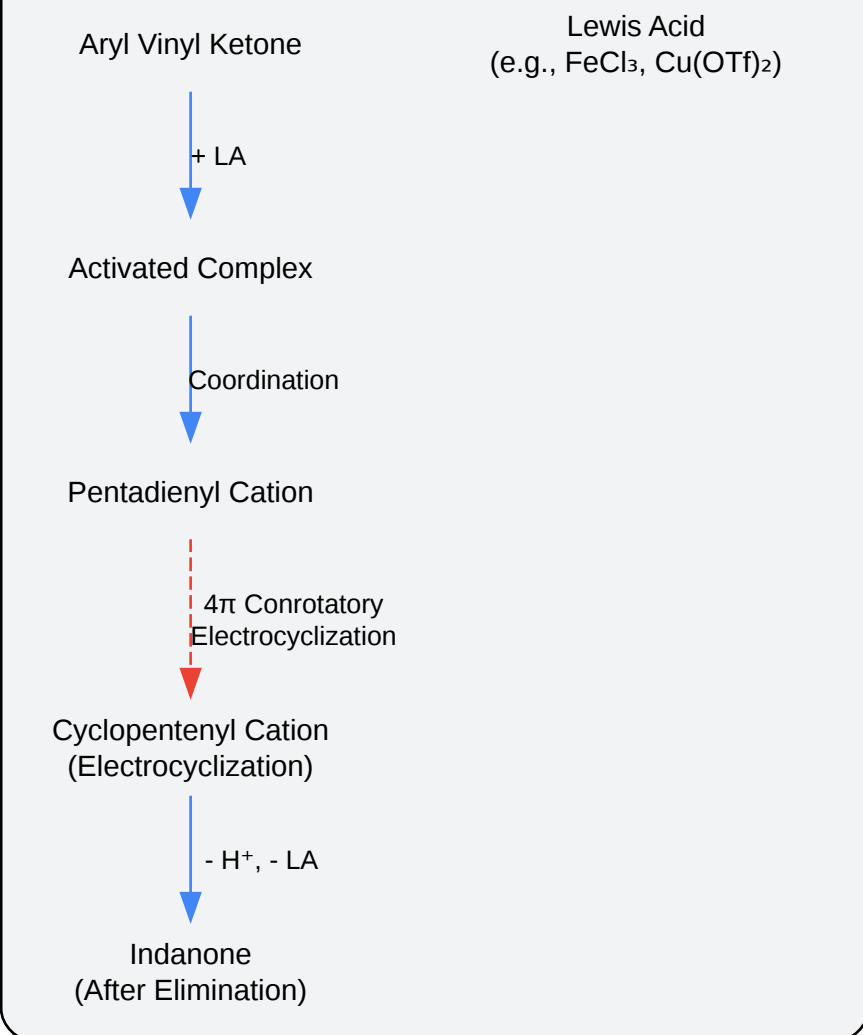 Aryl Vinyl Ketone
Lewis Acid
(e.g., FeCl₃, Cu(OTf)₂)
+ LA
Activated Complex
Coordination
Pentadienyl Cation
4π Conrotatory
Electrocyclization
Cyclopentenyl Cation
(Electrocyclization)
- H⁺, - LA
Indanone
(After Elimination)